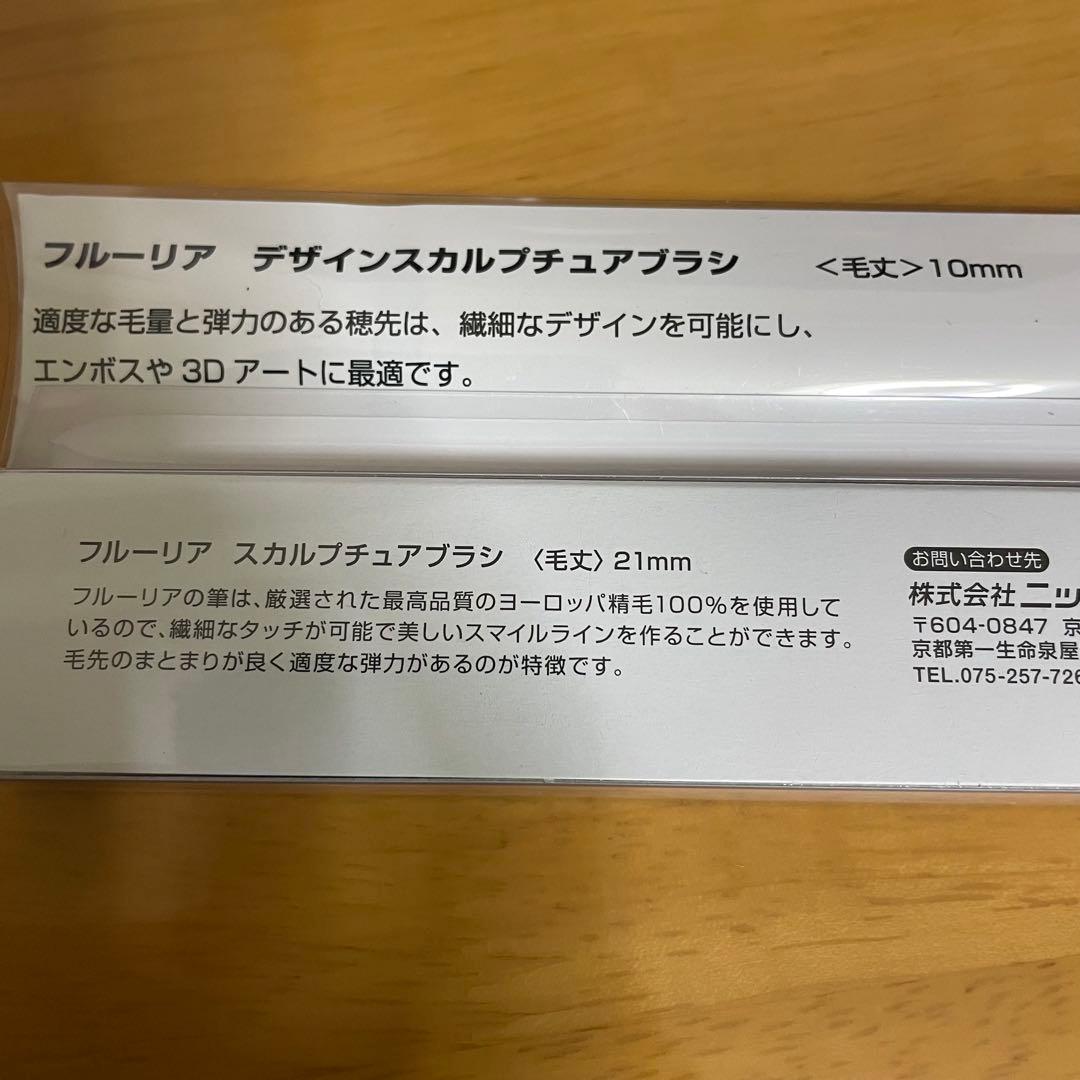 フルーリア デザインスカルプチュアブラシ ＜毛丈＞10mm
適度な毛量と弾力のある穂先は、繊細なデザインを可能にし、
エンボスや3Dアートに最適です。
フルーリア スカルプチュアブラシ 〈毛丈〉21mm
フルーリアの筆は、厳選された最高品質のヨーロッパ精毛100%を使用して
いるので、繊細なタッチが可能で美しいスマイルラインを作ることができます。
毛先のまとまりが良く適度な弾力があるのが特徴です。
お問い合わせ先
株式会社ニッ
〒604-0847 京
京都第一生命泉屋
TEL.075-257-726